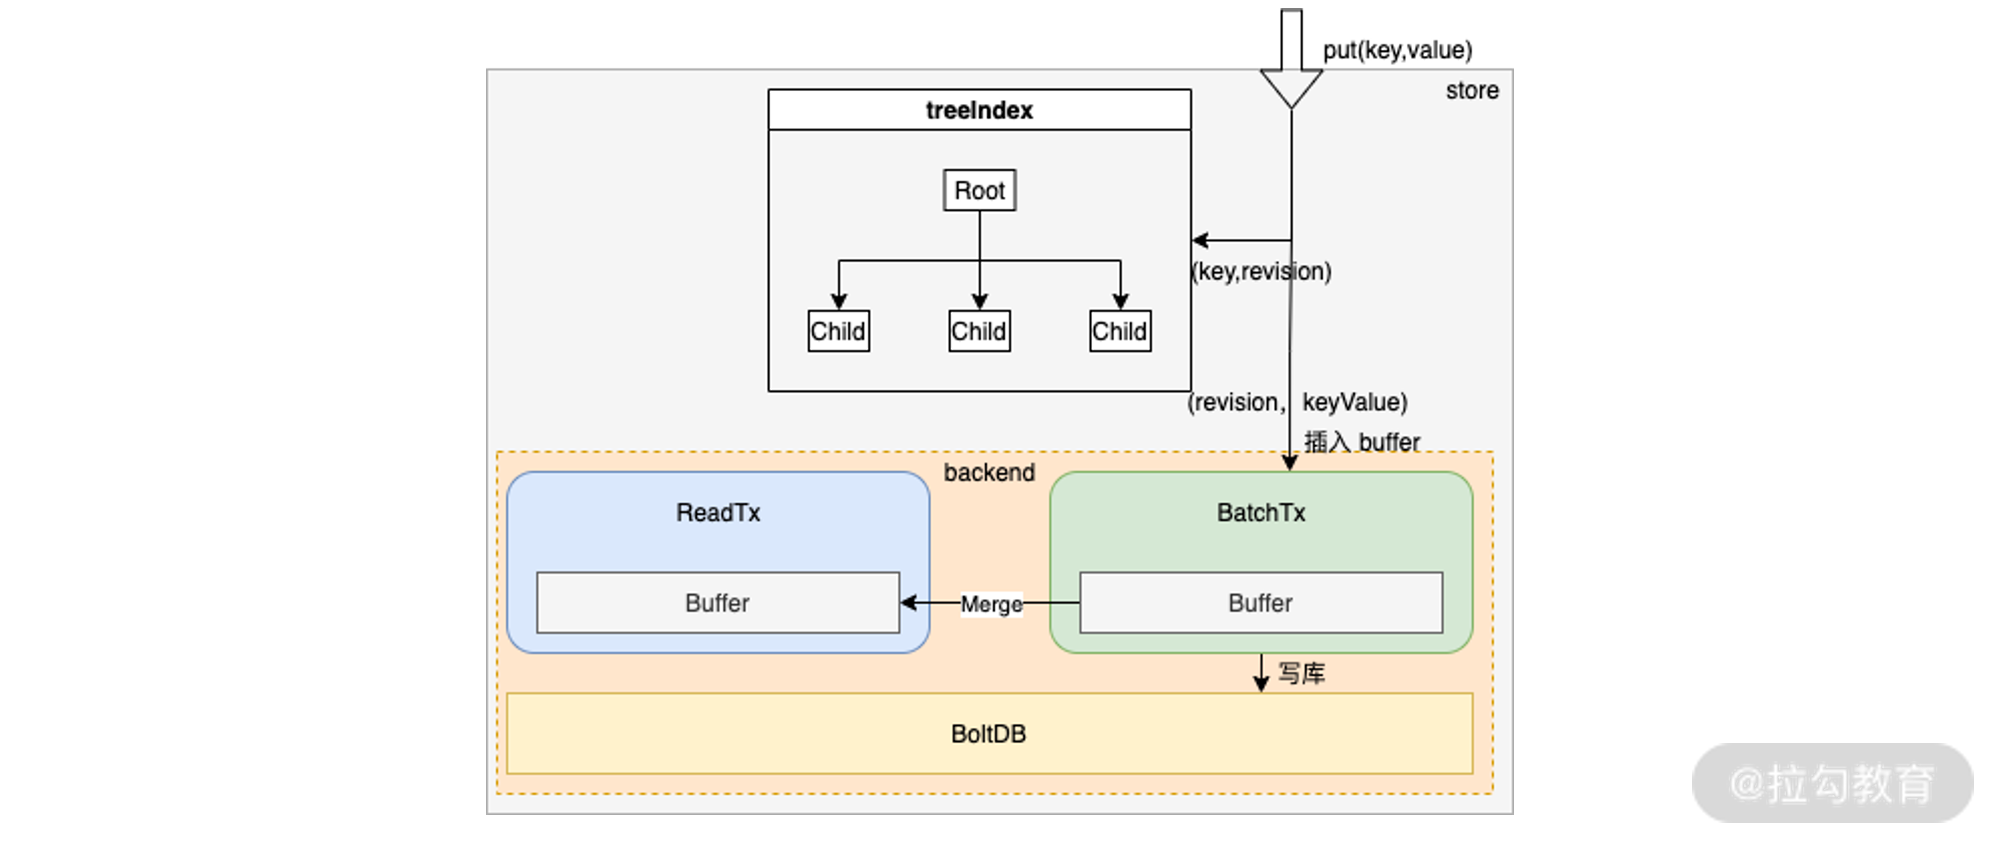 put(key,value)
store
treeIndex
Root
(key,revision)
Child
Child
Child
(revision， keyValue)
插入 buffer
backend
ReadTx
BatchTx
Buffer
Merge
Buffer
写库
BoltDB
@拉勾教育